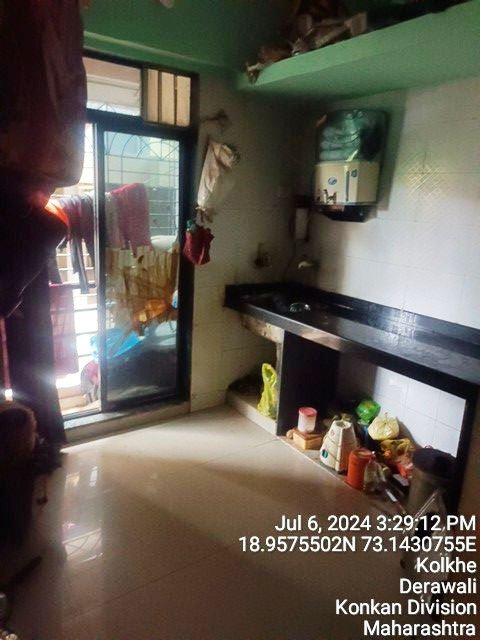 Jul 6, 2024 3:29:12 PM
18.9575502N 73.1430755E
Kolkhe
Derawali
Konkan Division
Maharashtra